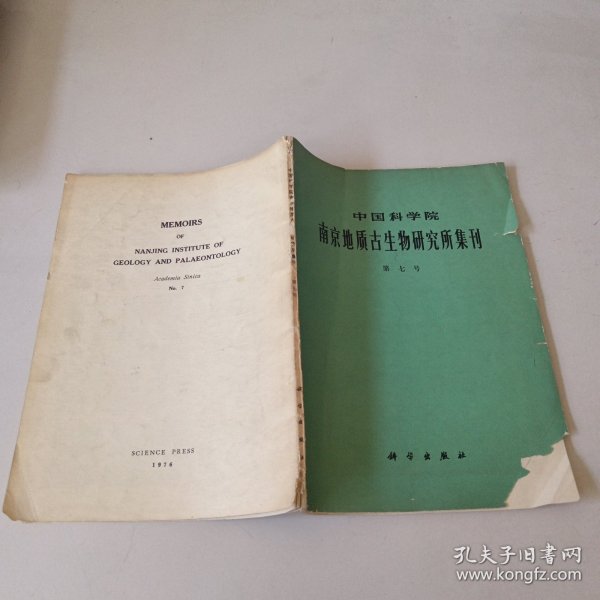 MEMOIRS
OF
NANJING INSTITUTE OF
GEOLOGY AND PALAEONTOLOGY
Academia Sinica
No. 7
SCIENCE PRESS
1976
中国科学院
南京地质古生物研究所集刊
第七号
科学出版社
孔夫子旧书网
www.kongfz.com